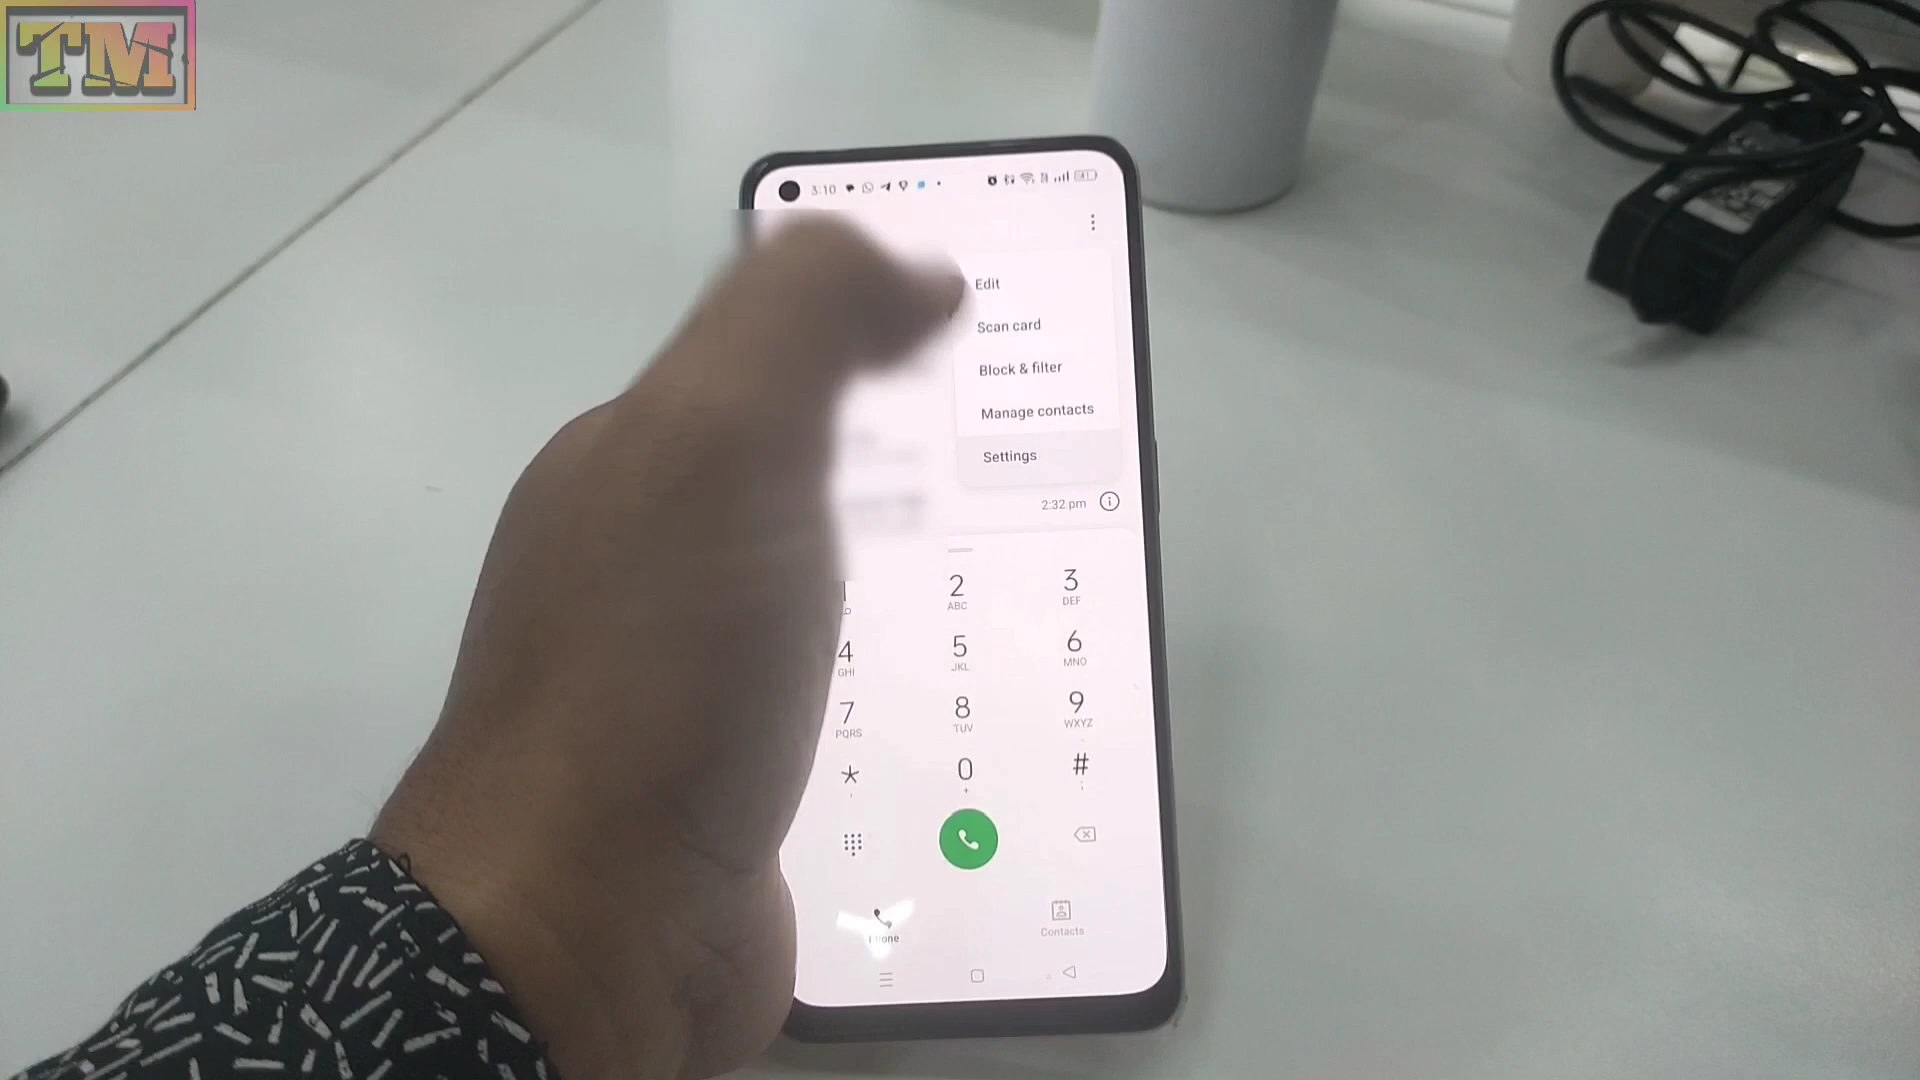 TM
3:10
Edit
Scan card
Block & filter
Manage contacts
Settings
2:32 pm
2 3
ABC DEF
4 5 6
GHI JKL MNO
7 8 9
PQRS TUV WXYZ
* 0 #
+
Phone Contacts